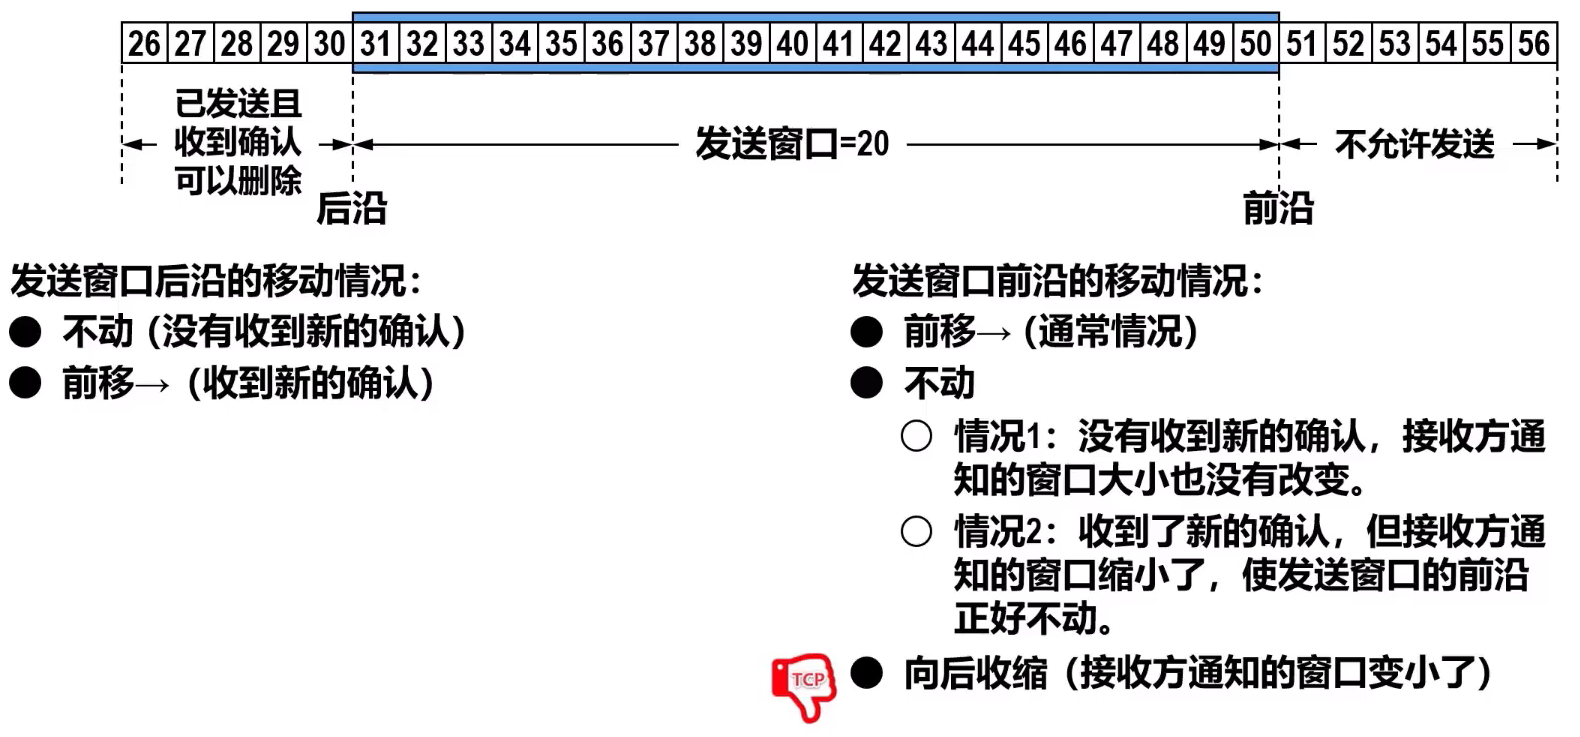 26 27 28 29 30 31 32 33 34 35 36 37 38 39 40 41 42 43 44 45 46 47 48 49 50 51 52 53 54 55 56
已发送且
收到确认
可以删除
发送窗口=20
不允许发送
后沿
前沿
发送窗口后沿的移动情况：
● 不动（没有收到新的确认）
● 前移→（收到新的确认）
发送窗口前沿的移动情况：
● 前移→（通常情况）
● 不动
○ 情况1：没有收到新的确认，接收方通
知的窗口大小也没有改变。
○ 情况2：收到了新的确认，但接收方通
知的窗口缩小了，使发送窗口的前沿
正好不动。
TCP
● 向后收缩（接收方通知的窗口变小了）